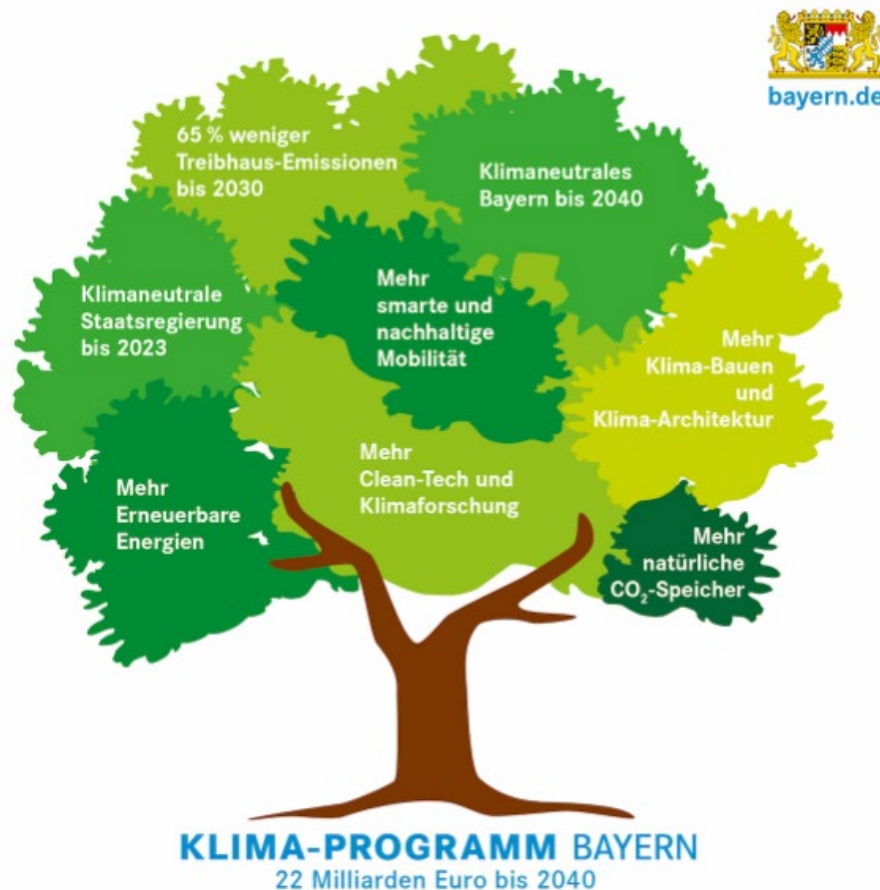 bayern.de
65 % weniger
Treibhaus-Emissionen
bis 2030
Klimaneutrales
Bayern bis 2040
Klimaneutrale
Staatsregierung
bis 2023
Mehr
smarte und
nachhaltige
Mobilität
Mehr
Klima-Bauen
und
Klima-Architektur
Mehr
Clean-Tech und
Klimaforschung
Mehr
Erneuerbare
Energien
Mehr
natürliche
CO₂-Speicher
KLIMA-PROGRAMM BAYERN
22 Milliarden Euro bis 2040